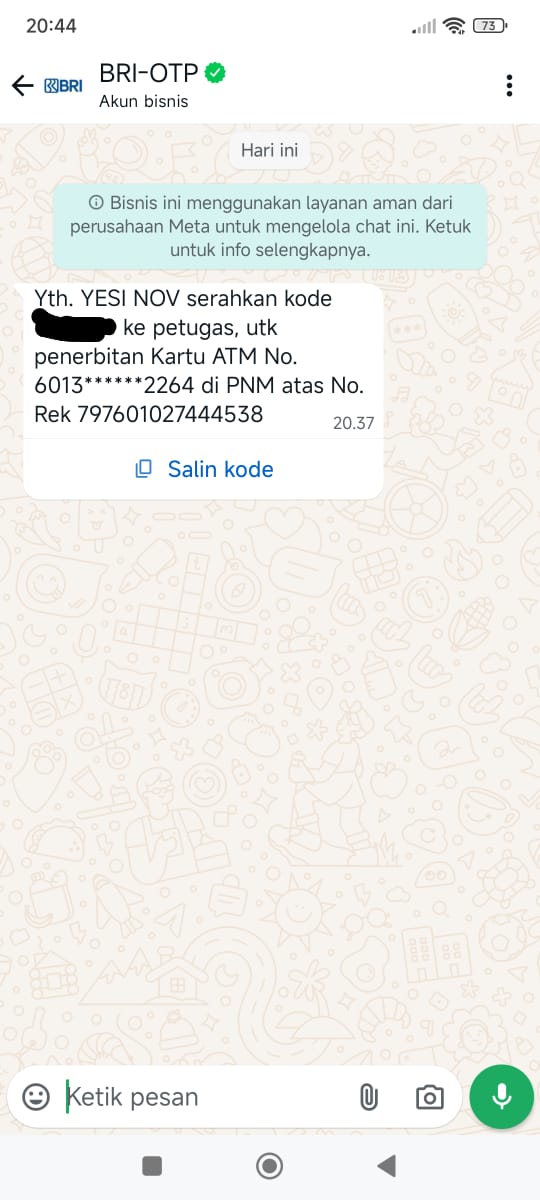 20:44
73
BRI
BRI-OTP
Akun bisnis
Hari ini
Bisnis ini menggunakan layanan aman dari
perusahaan Meta untuk mengelola chat ini. Ketuk
untuk info selengkapnya.
Yth. YESI NOV serahkan kode
ke petugas, utk
penerbitan Kartu ATM No.
6013******2264 di PNM atas No.
Rek 797601027444538
20.37
Salin kode
Ketik pesan